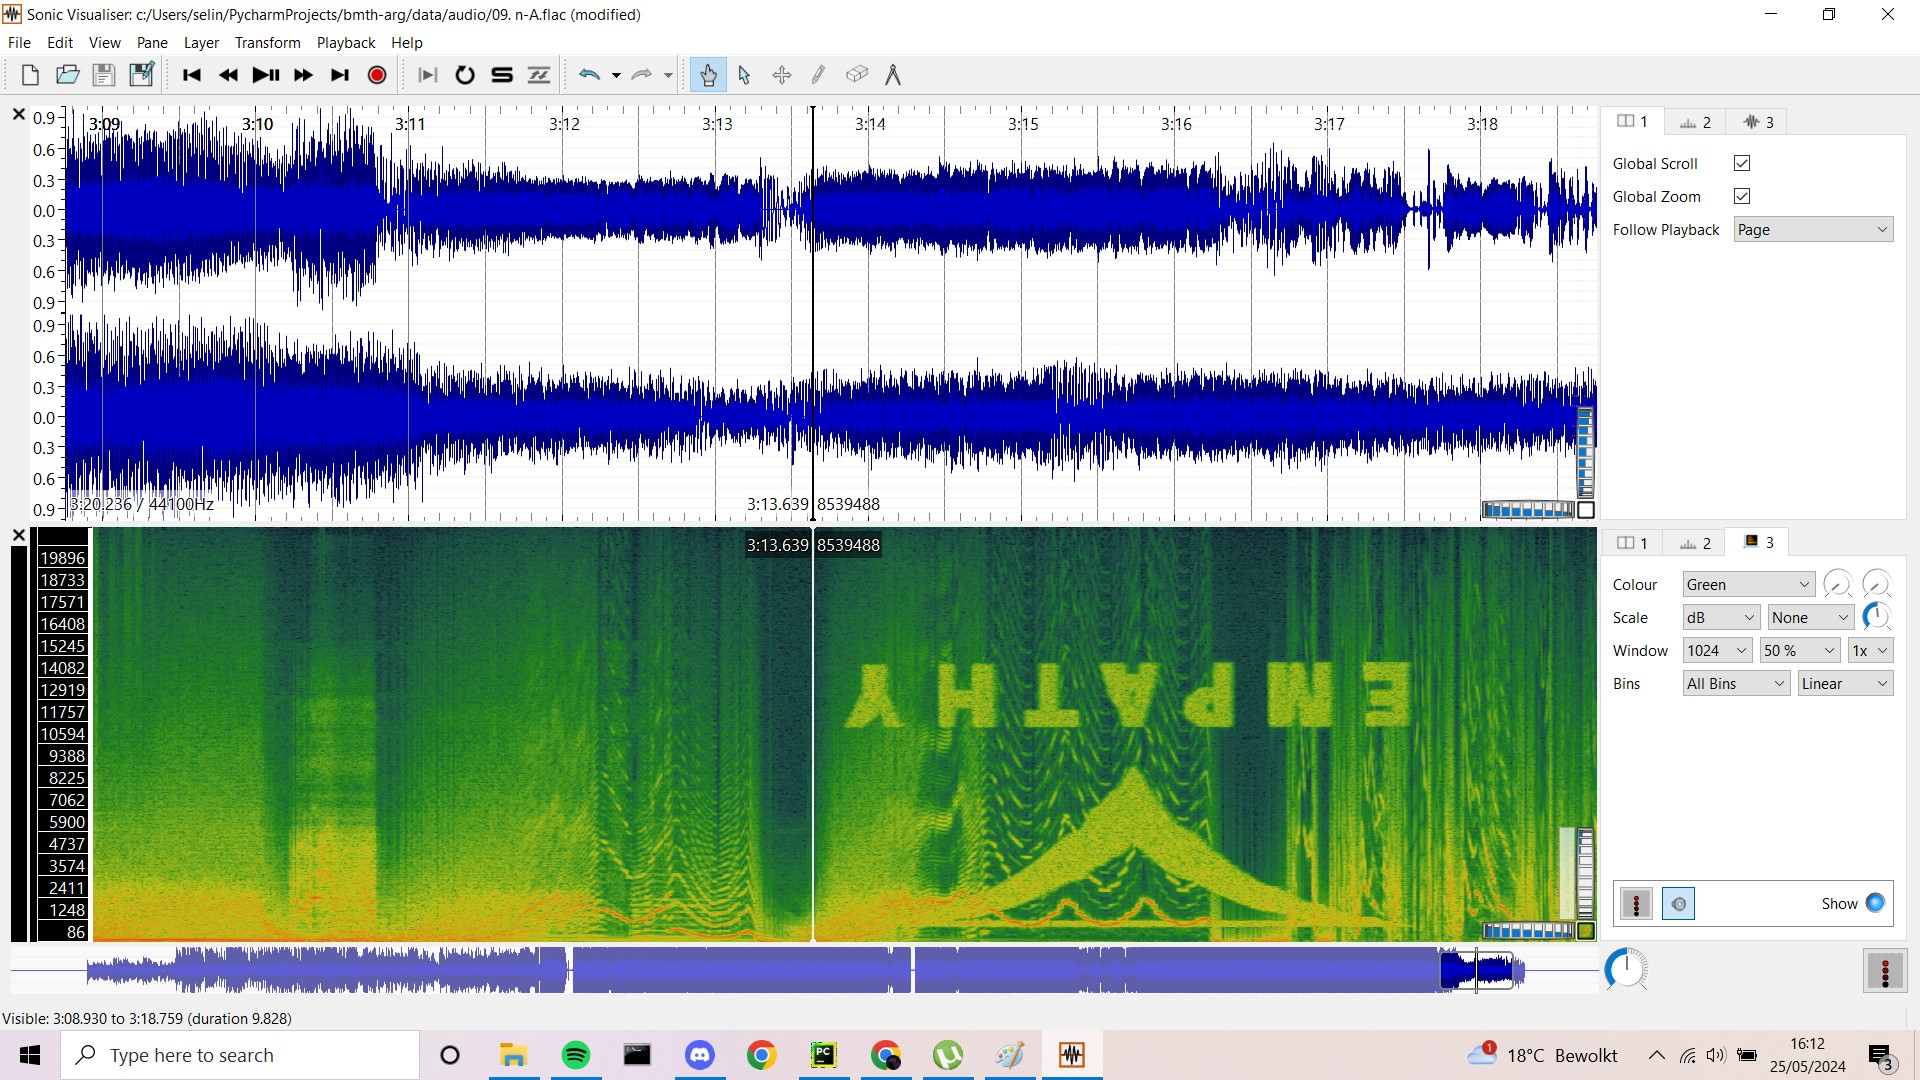 Sonic Visualiser: c:/Users/selin/PycharmProjects/bmth-arg/data/audio/09. n-A.flac (modified)
File Edit View Pane Layer Transform Playback Help
3:09 3:10 3:11 3:12 3:13 3:14 3:15 3:16 3:17 3:18
0.9
0.6
0.3
0.0
0.3
0.6
0.9
0.9
0.6
0.3
0.0
0.3
0.6
0.9
3:20.236 / 44100Hz
3:13.639 8539488
1 2 3
Global Scroll
Global Zoom
Follow Playback Page
3:13.639 8539488
19896
18733
17571
16408
15245
14082
12919
11757
10594
9388
8225
7062
5900
4737
3574
2411
1248
86
EMPATHY
1 2 3
Colour Green
Scale dB None
Window 1024 50 % 1x
Bins All Bins Linear
Show
Visible: 3:08.930 to 3:18.759 (duration 9.828)
Type here to search
PC
1
18°C Bewolkt
16:12
25/05/2024
3